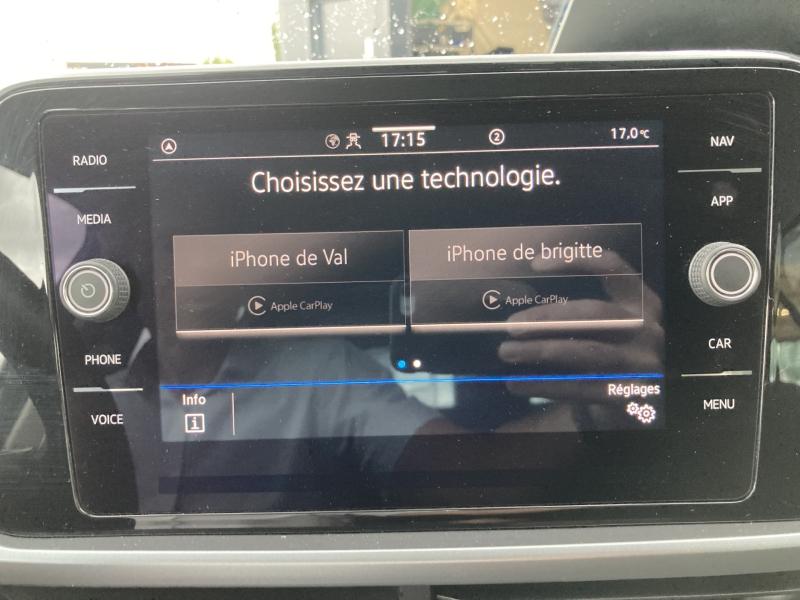 17:15
2
17,0°C
RADIO
Choisissez une technologie.
NAV
MEDIA
APP
iPhone de Val
iPhone de brigitte
Apple CarPlay
Apple CarPlay
PHONE
CAR
Info
Réglages
VOICE
i
MENU